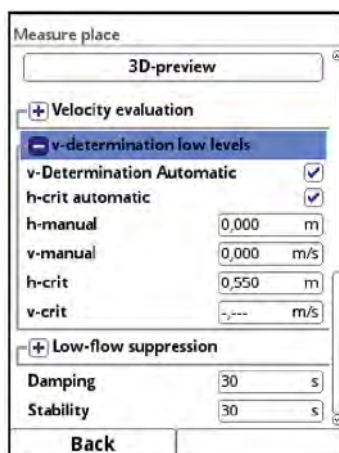 Measure place
3D-preview
Velocity evaluation
v-determination low levels
v-Determination Automatic
h-crit automatic
h-manual 0,000 m
v-manual 0,000 m/s
h-crit 0,550 m
v-crit -,--- m/s
Low-flow suppression
Damping 30 s
Stability 30 s
Back